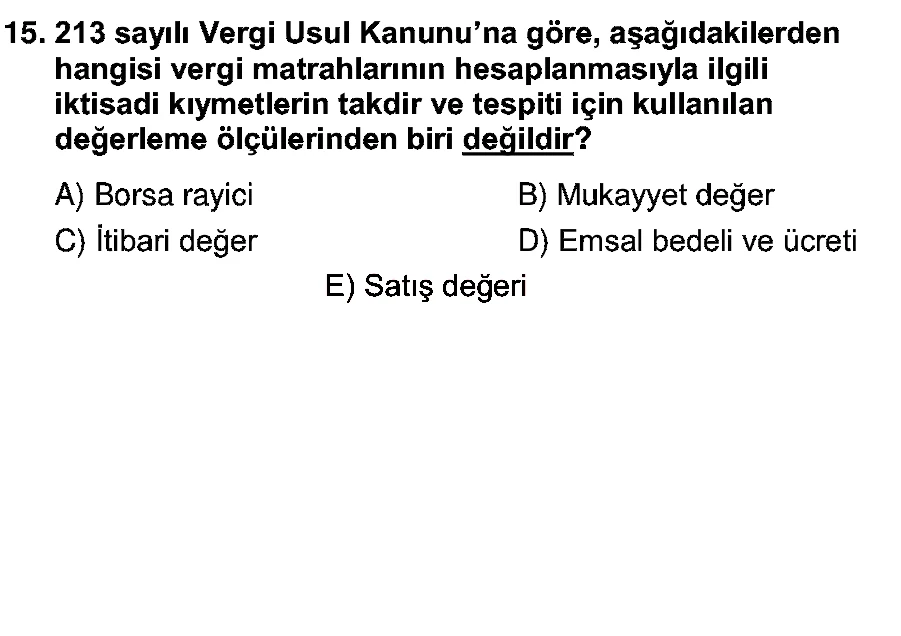 15. 213 sayılı Vergi Usul Kanunu’na göre, aşağıdakilerden
hangisi vergi matrahlarının hesaplanmasıyla ilgili
iktisadi kıymetlerin takdir ve tespiti için kullanılan
değerleme ölçülerinden biri değildir?
A) Borsa rayici B) Mukayyet değer
C) İtibari değer D) Emsal bedeli ve ücreti
E) Satış değeri